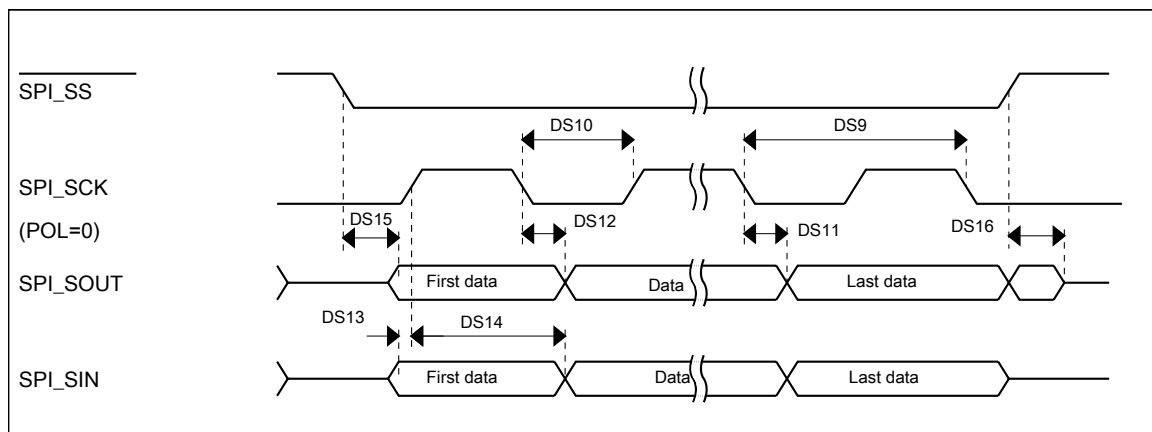 SPI_SS
DS10
DS9
SPI_SCK
(POL=0)
DS15
DS12
DS11
DS16
SPI_SOUT
First data
Data
Last data
DS13
DS14
SPI_SIN
First data
Data
Last data